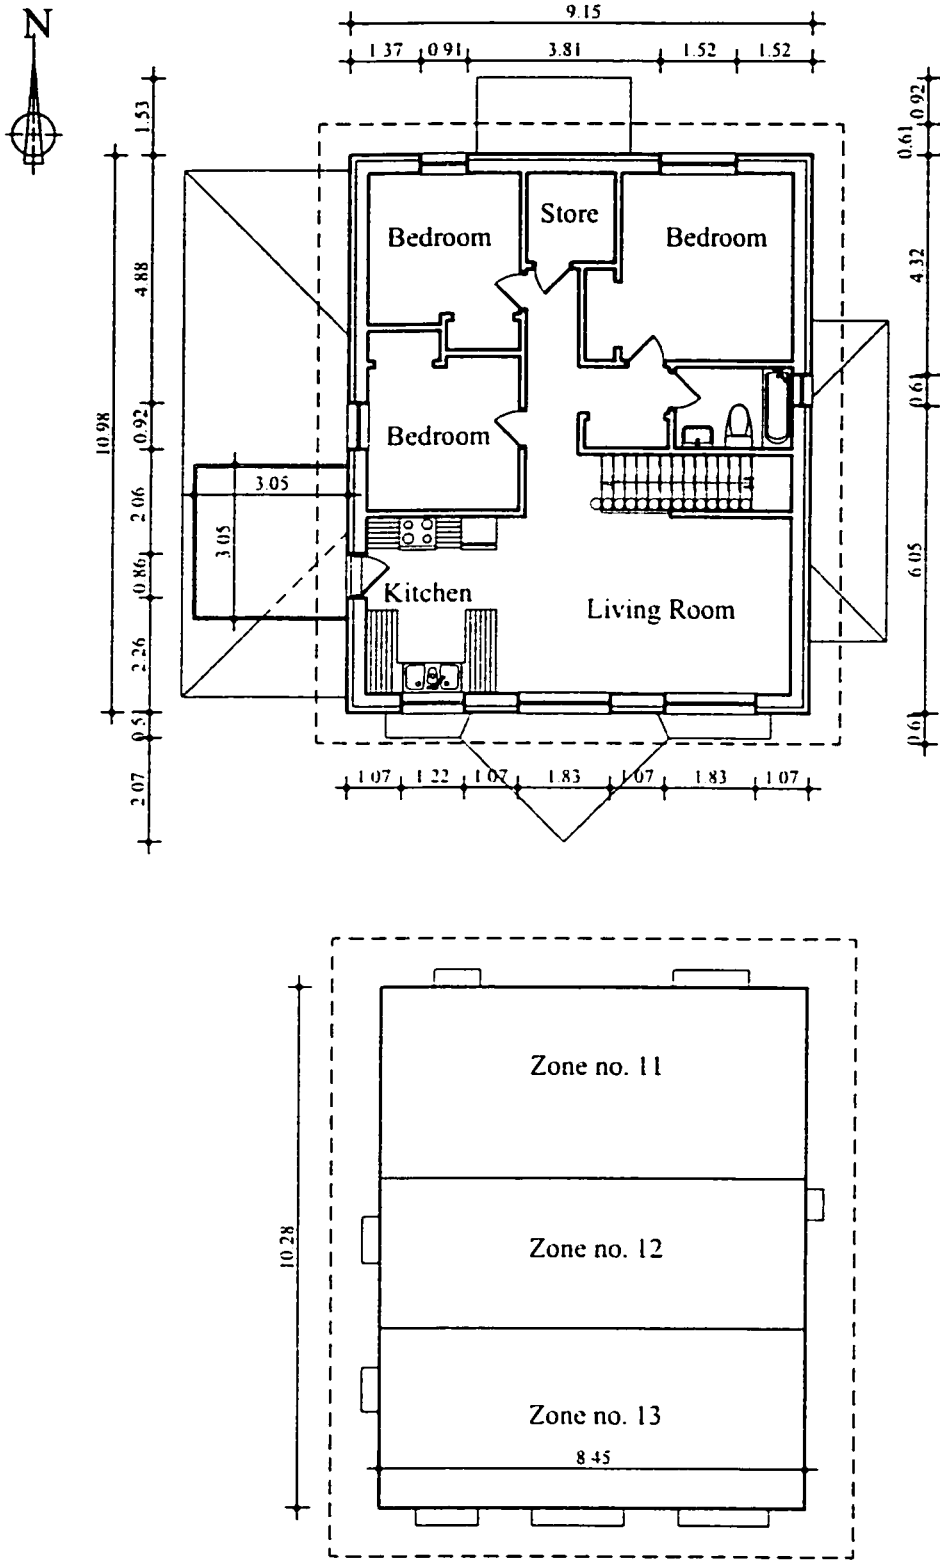 N
9.15
1.37 0.91 3.81 1.52 1.52
1.53
0.92
0.61
Store
Bedroom Bedroom
4.88
4.32
0.61
10.98
0.92
Bedroom
3.05
2.06
3.05
0.86
6.05
Kitchen
Living Room
2.26
0.51
0.61
1.07 1.22 1.07 1.83 1.07 1.83 1.07
2.07
Zone no. 11
10.28
Zone no. 12
Zone no. 13
8.45